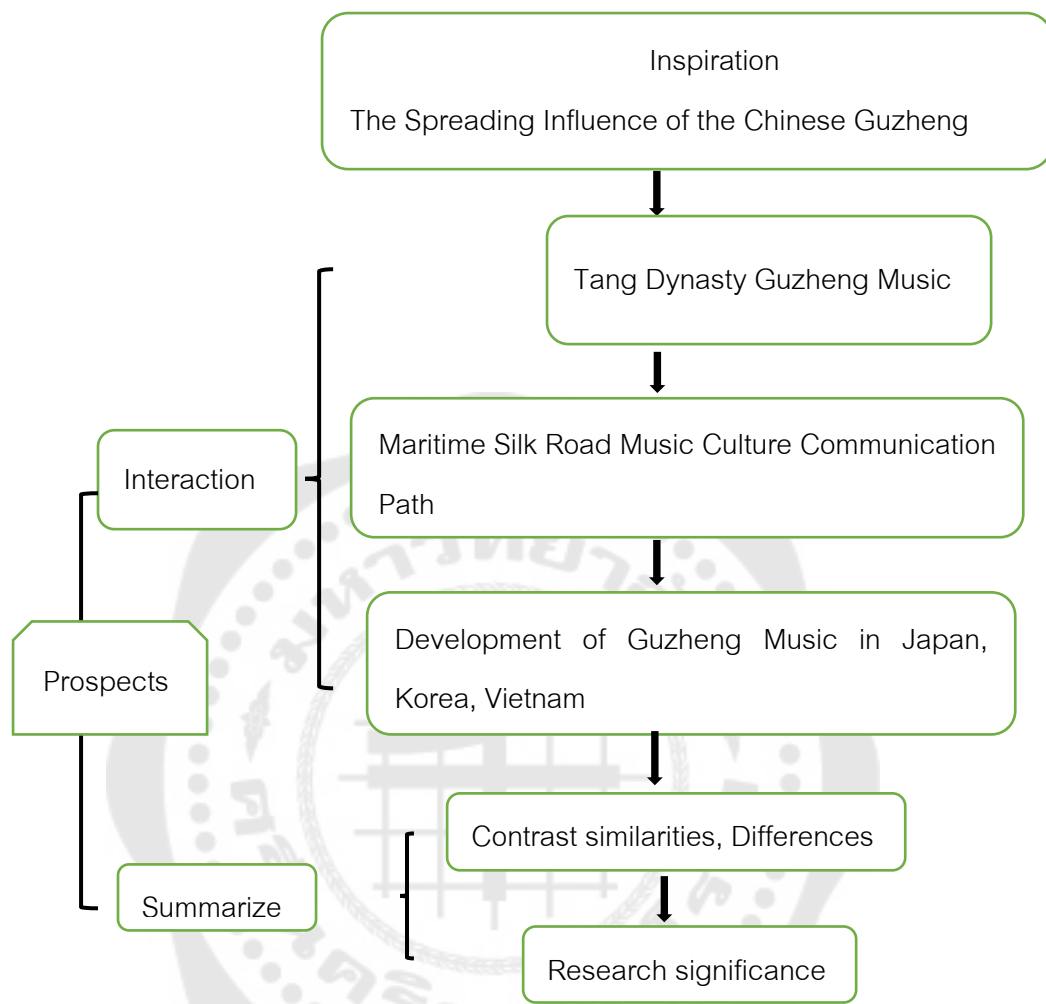 Inspiration
The Spreading Influence of the Chinese Guzheng
Tang Dynasty Guzheng Music
Interaction
Maritime Silk Road Music Culture Communication
Path
Prospects
Development of Guzheng Music in Japan,
Korea, Vietnam
Contrast similarities, Differences
Summarize
Research significance